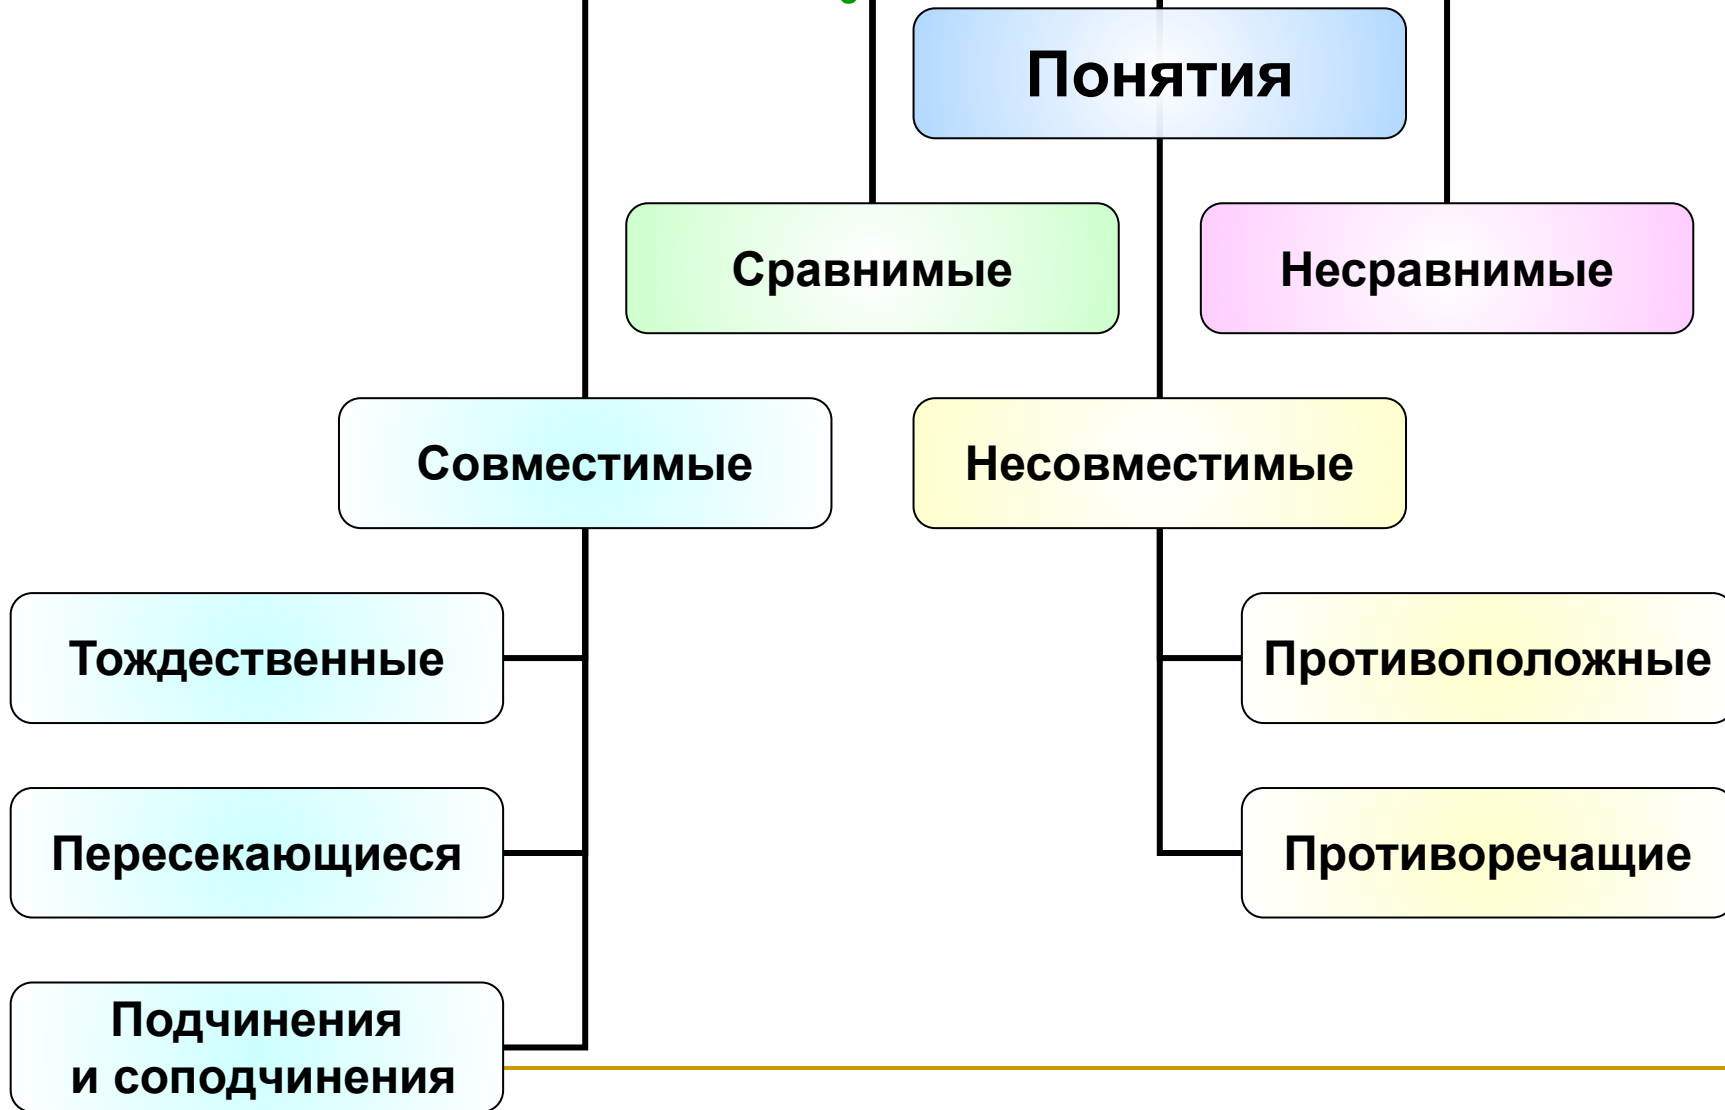 Понятия
Сравнимые
Несравнимые
Совместимые
Несовместимые
Тождественные
Противоположные
Пересекающиеся
Противоречащие
Подчинения
и соподчинения